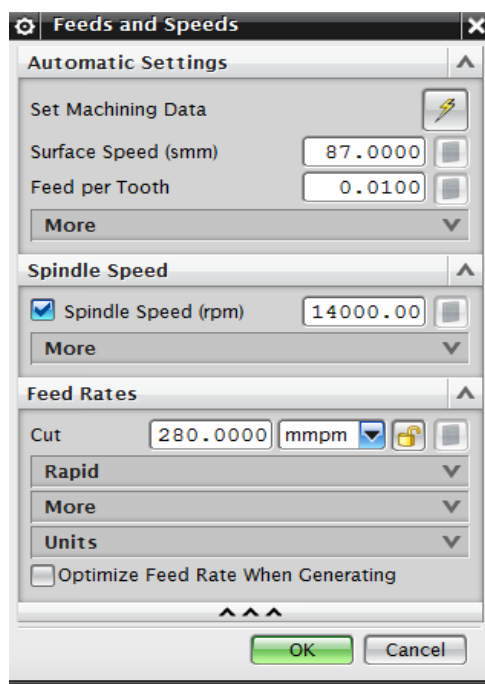 Feeds and Speeds
Automatic Settings
Set Machining Data
Surface Speed (smm) 87.0000
Feed per Tooth 0.0100
More
Spindle Speed
Spindle Speed (rpm) 14000.00
More
Feed Rates
Cut 280.0000 mmpm
Rapid
More
Units
Optimize Feed Rate When Generating
OK Cancel